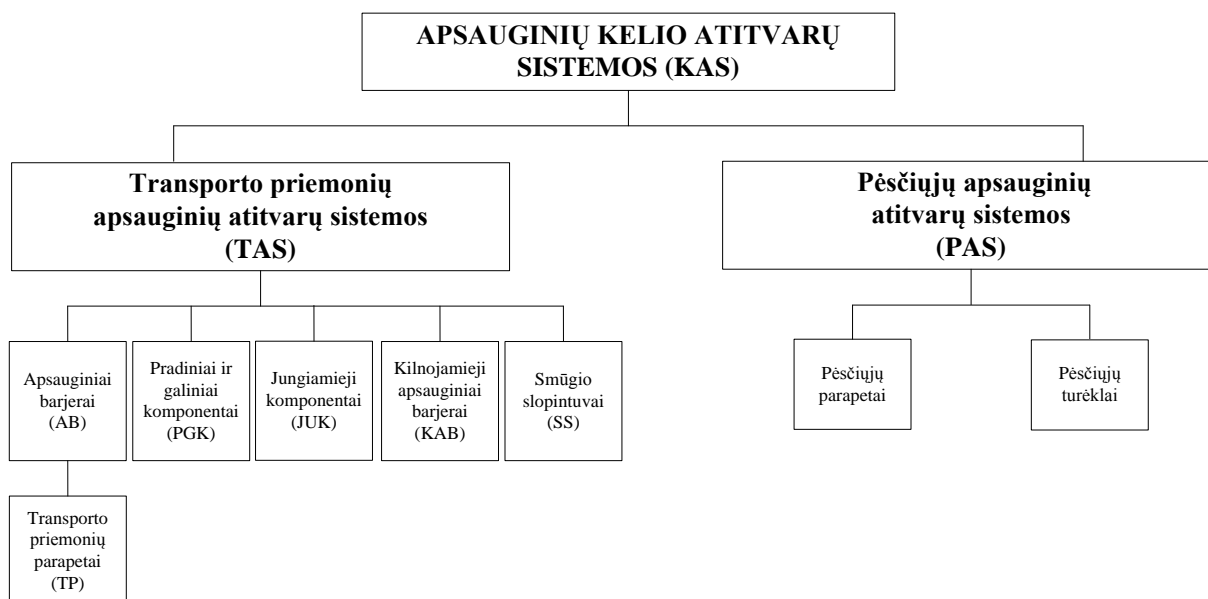 APSAUGINIŲ KELIO ATITVARŲ
SISTEMOS (KAS)
Transporto priemonių
apsauginių atitvarų sistemos
(TAS)
Pėsčiųjų apsauginių
atitvarų sistemos
(PAS)
Apsauginiai
barjerai
(AB)
Pradiniai ir
galiniai
komponentai
(PGK)
Jungiamieji
komponentai
(JUK)
Kilnojamieji
apsauginiai
barjerai
(KAB)
Smūgio
slopintuvai
(SS)
Pėsčiųjų
parapetai
Pėsčiųjų
turėklai
Transporto
priemonių
parapetai
(TP)